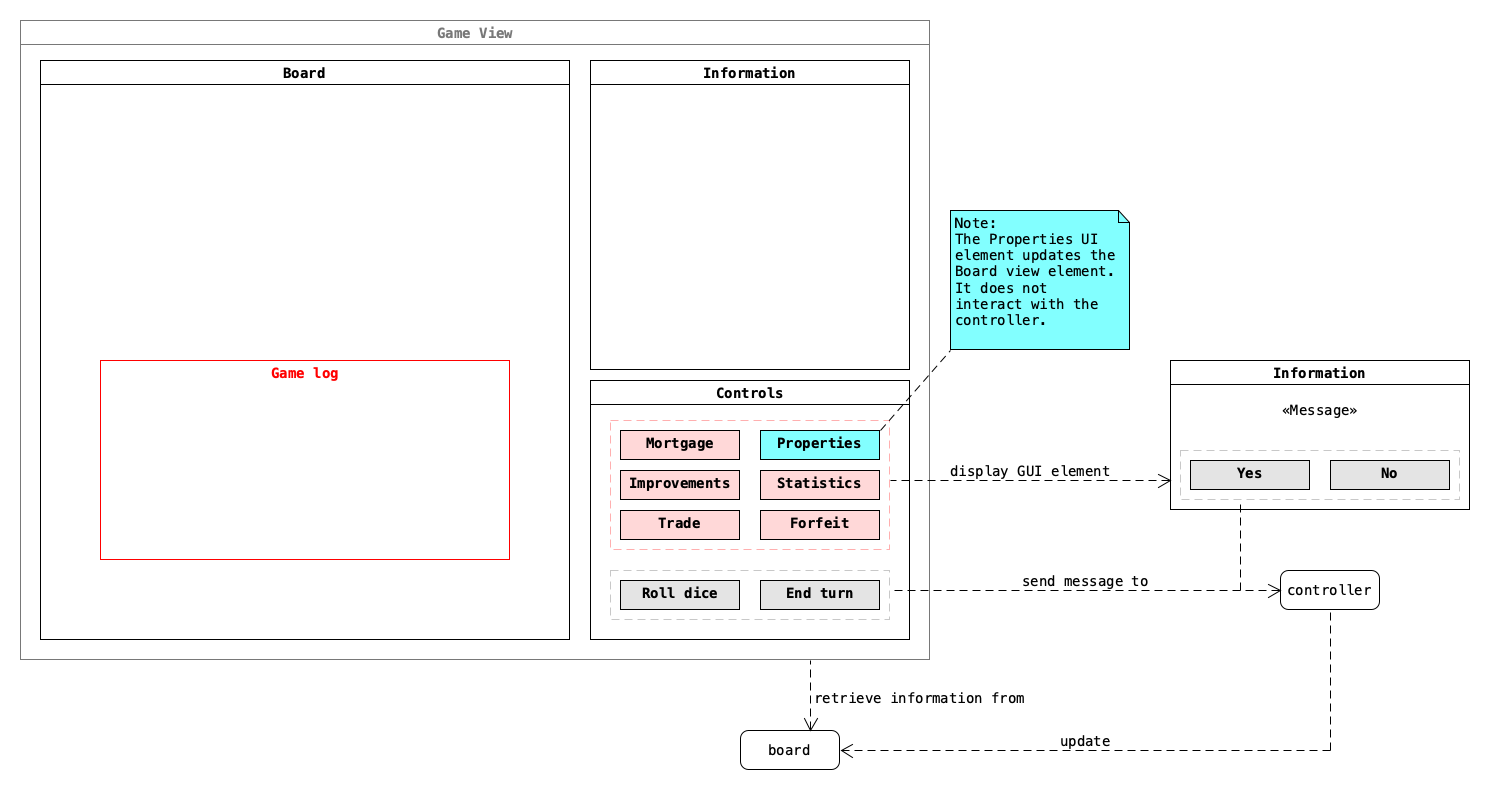 Game View
Board
Information
Note:
The Properties UI
element updates the
Board view element.
It does not
interact with the
controller.
Game log
Controls
Mortgage
Properties
Improvements
Statistics
Trade
Forfeit
Roll dice
End turn
display GUI element
Information
«Message»
Yes
No
send message to
controller
retrieve information from
update
board